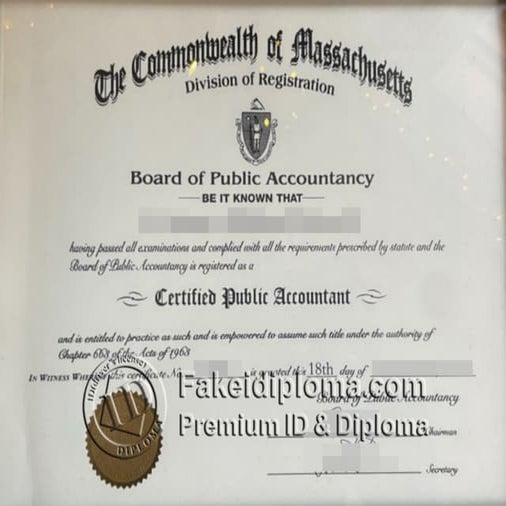 The Commonwealth of Massachusetts
Division of Registration
Board of Public Accountancy
BE IT KNOWN THAT
having passed all examinations and complied with all the requirements prescribed by statute and the
Board of Public Accountancy is registered as a
Certified Public Accountant
and is entitled to practice as such and is empowered to assume such title under the authority of
Chapter 668 of the Acts of 1968
IN WITNESS WHEREOF this certificate No. is granted this 18th day of
Fakeidiploma.com
Board of Public Accountancy
Premium ID & Diploma
Chairman
DIPLOMA
Secretary